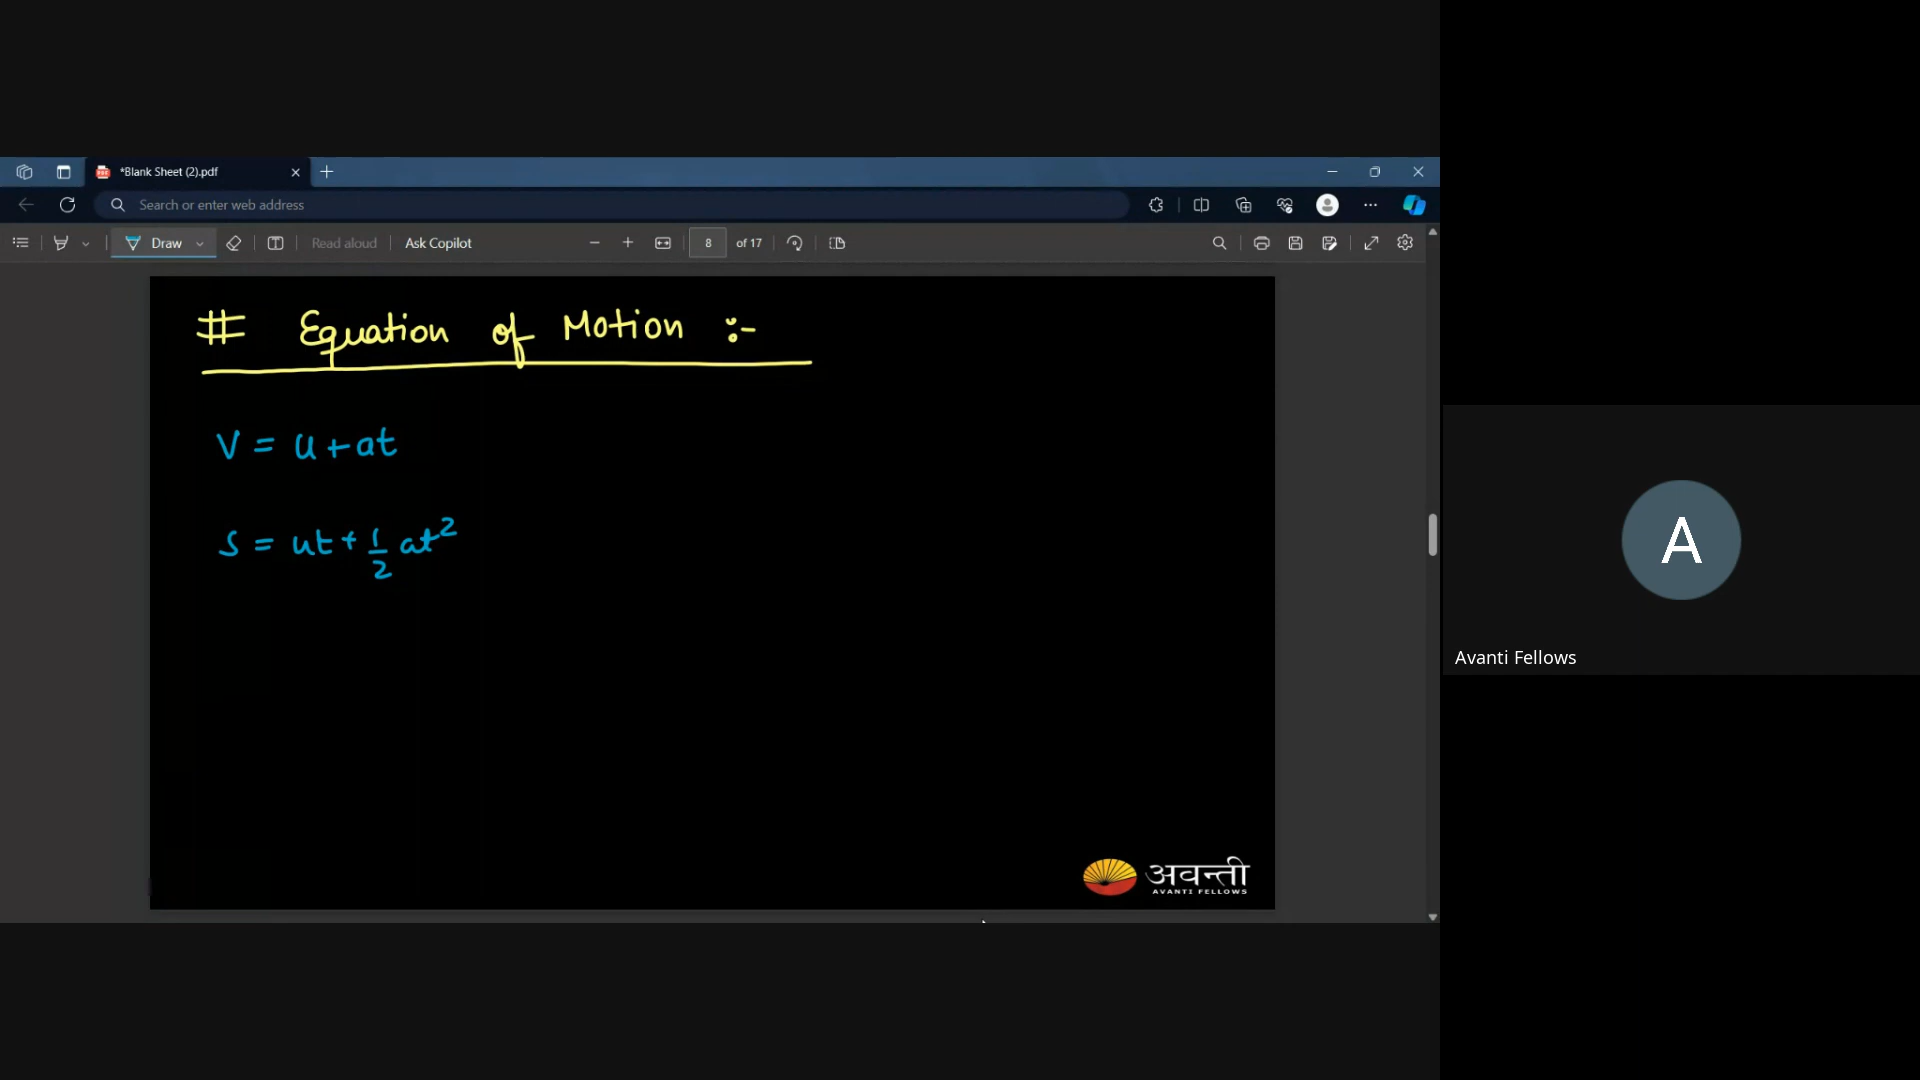 *Blank Sheet (2).pdf
Search or enter web address
Draw
Read aloud
Ask Copilot
8 of 17
# Equation of Motion :-
V = u + at
S = ut + 1/2 at²
अवन्ती
AVANTI FELLOWS
A
Avanti Fellows